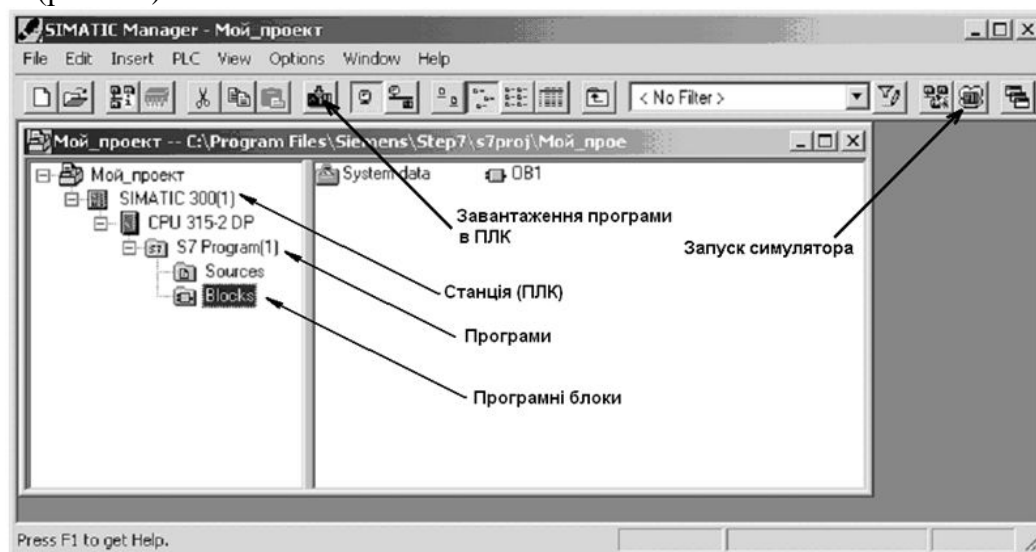 SIMATIC Manager - Мой_проект
File Edit Insert PLC View Options Window Help
< No Filter >
Мой_проект -- C:\Program Files\Siemens\Step7\s7proj\Мой_прое
Мой_проект
SIMATIC 300(1)
CPU 315-2 DP
S7 Program(1)
Sources
Blocks
System data OB1
Завантаження програми
в ПЛК
Запуск симулятора
Станція (ПЛК)
Програми
Програмні блоки
Press F1 to get Help.